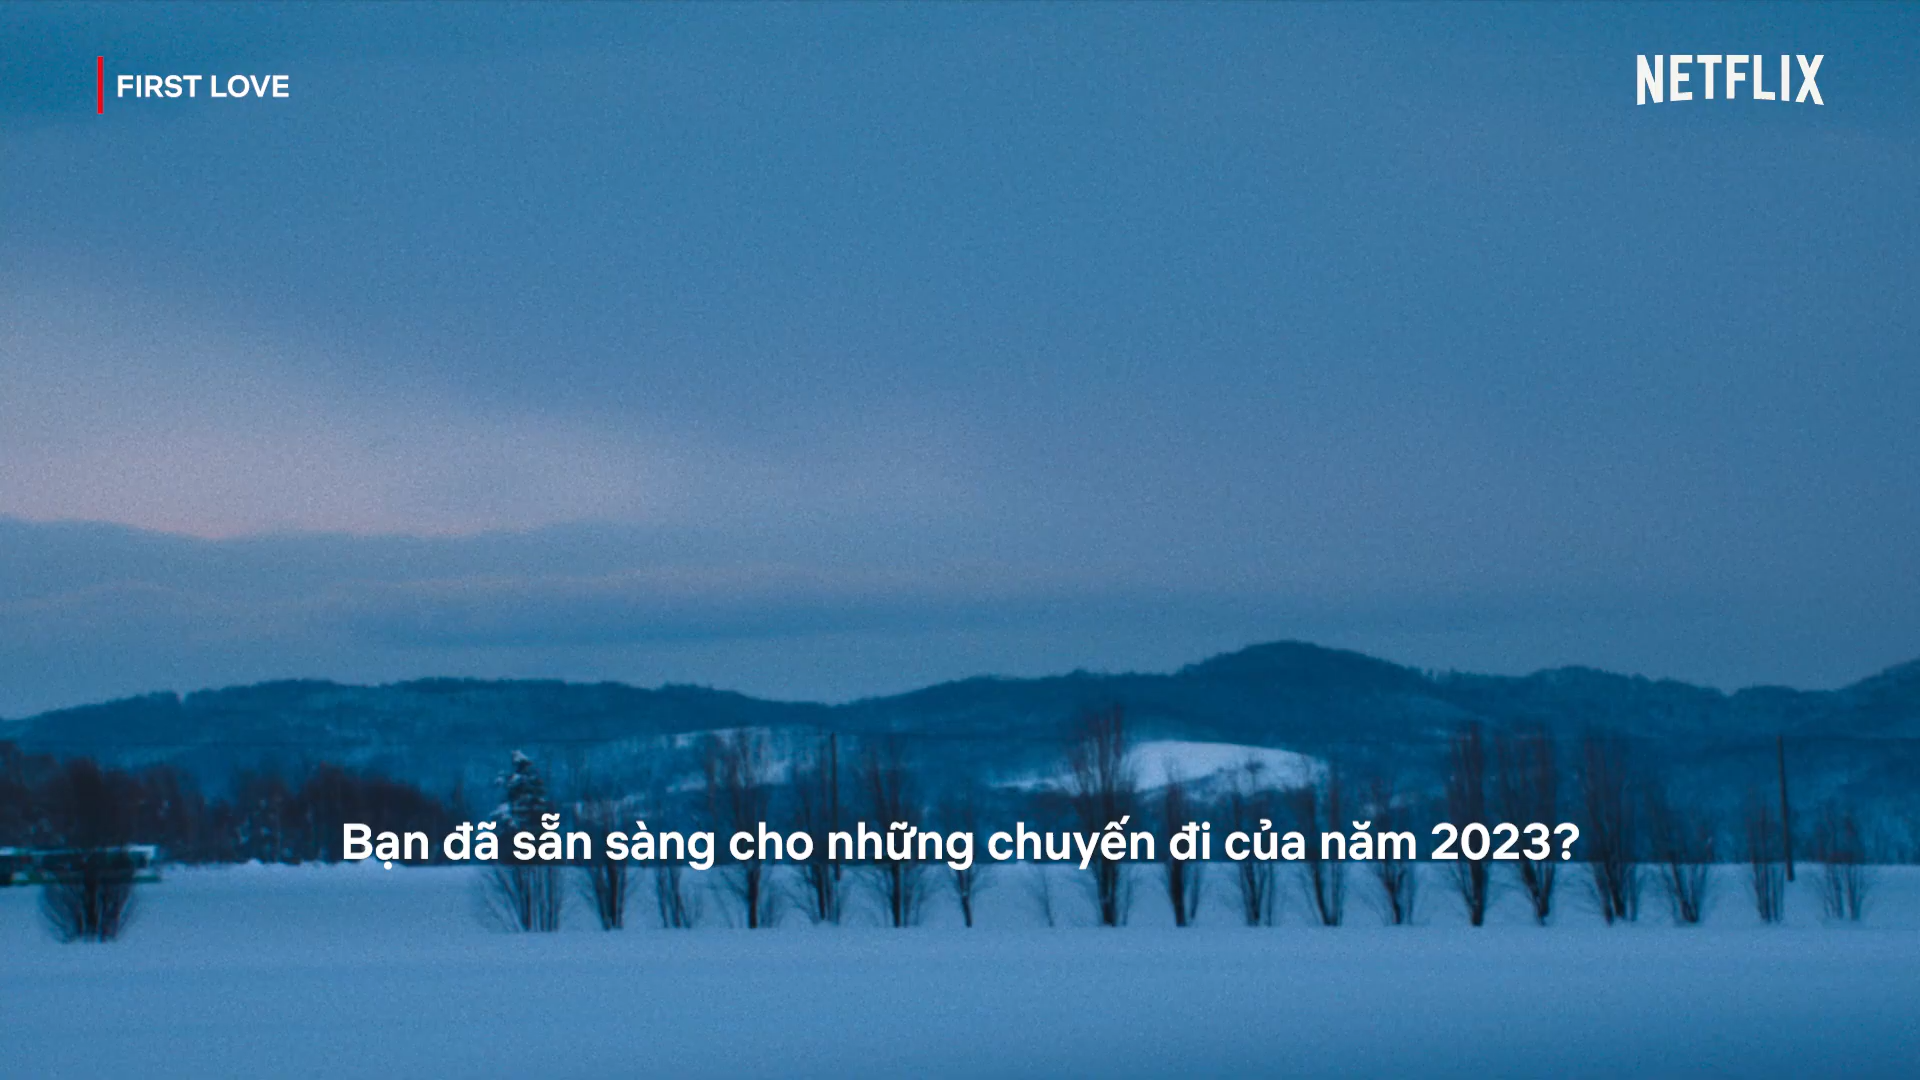 FIRST LOVE
NETFLIX
Bạn đã sẵn sàng cho những chuyến đi của năm 2023?